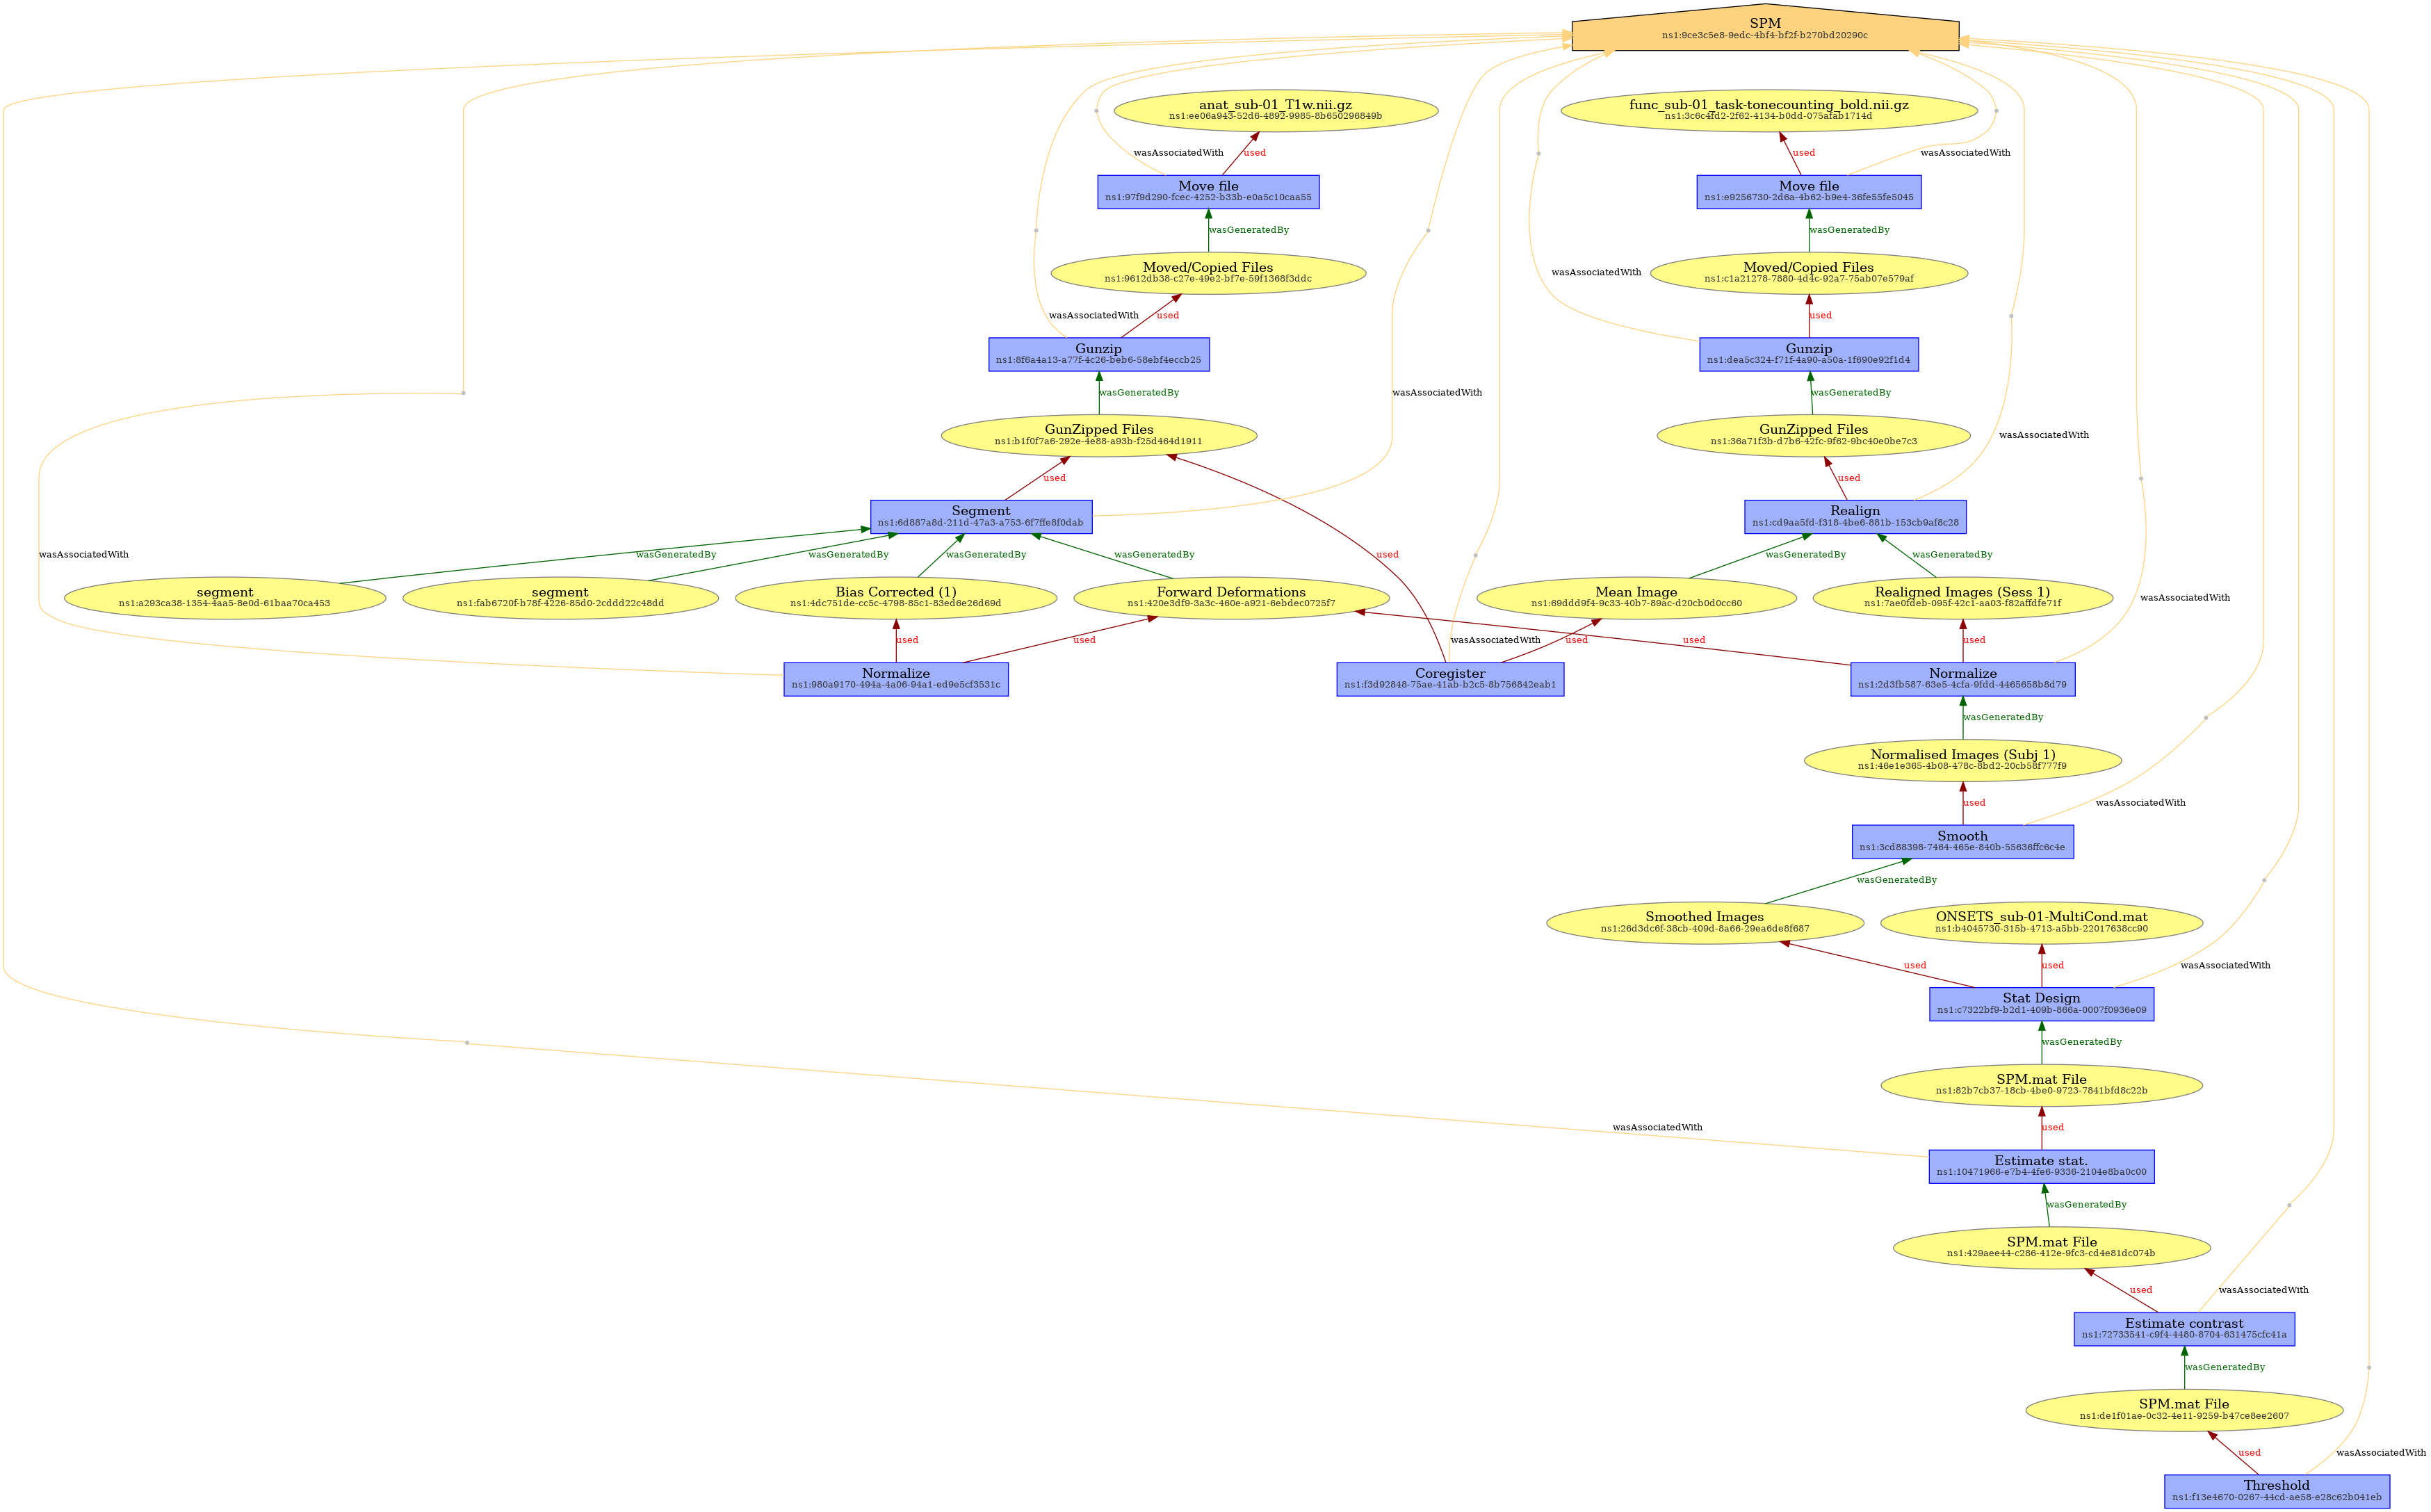 SPM
ns1:9ce3c5e8-9edc-4bf4-bf2f-b270bd20290c
anat_sub-01_T1w.nii.gz
ns1:ee06a943-52d6-4892-9985-8b650296849b
func_sub-01_task-tonecounting_bold.nii.gz
ns1:3c6c4fd2-2f62-4134-b0dd-075afab1714d
wasAssociatedWith
used
used
wasAssociatedWith
Move file
ns1:97f9d290-fcec-4252-b33b-e0a5c10caa55
Move file
ns1:e9256730-2d6a-4b62-b9e4-36fe55fe5045
wasGeneratedBy
wasGeneratedBy
Moved/Copied Files
ns1:9612db38-c27e-49e2-bf7e-59f1368f3ddc
wasAssociatedWith
Moved/Copied Files
ns1:c1a21278-7880-4d4c-92a7-75ab07e579af
wasAssociatedWith
used
used
Gunzip
ns1:8f6a4a13-a77f-4c26-beb6-58ebf4eccb25
Gunzip
ns1:dea5c324-f71f-4a90-a50a-1f690e92f1d4
wasGeneratedBy
wasAssociatedWith
wasGeneratedBy
GunZipped Files
ns1:b1f0f7a6-292e-4e88-a93b-f25d464d1911
GunZipped Files
ns1:36a71f3b-d7b6-42fc-9f62-9bc40e0be7c3
wasAssociatedWith
used
used
Segment
ns1:6d887a8d-211d-47a3-a753-6f7ffe8f0dab
Realign
ns1:cd9aa5fd-f318-4be6-881b-153cb9af8c28
wasAssociatedWith
wasGeneratedBy
wasGeneratedBy
wasGeneratedBy
wasGeneratedBy
used
wasGeneratedBy
wasGeneratedBy
segment
ns1:a293ca38-1354-4aa5-8e0d-61baa70ca453
segment
ns1:fab6720f-b78f-4226-85d0-2cddd22c48dd
Bias Corrected (1)
ns1:4dc751de-cc5c-4798-85c1-83ed6e26d69d
Forward Deformations
ns1:420e3df9-3a3c-460e-a921-6ebdec0725f7
Mean Image
ns1:69ddd9f4-9c33-40b7-89ac-d20cb0d0cc60
Realigned Images (Sess 1)
ns1:7ae0fdeb-095f-42c1-aa03-f82affdfe71f
wasAssociatedWith
used
used
wasAssociatedWith
used
used
used
Normalize
ns1:980a9170-494a-4a06-94a1-ed9e5cf3531c
Coregister
ns1:f3d92848-75ae-41ab-b2c5-8b756842eab1
Normalize
ns1:2d3fb587-63e5-4cfa-9fdd-4465658b8d79
wasGeneratedBy
Normalised Images (Subj 1)
ns1:46e1e365-4b08-478c-8bd2-20cb58f777f9
used
wasAssociatedWith
Smooth
ns1:3cd88398-7464-465e-840b-55636ffc6c4e
wasGeneratedBy
Smoothed Images
ns1:26d3dc6f-38cb-409d-8a66-29ea6de8f687
ONSETS_sub-01-MultiCond.mat
ns1:b4045730-315b-4713-a5bb-22017638cc90
used
used
wasAssociatedWith
Stat Design
ns1:c7322bf9-b2d1-409b-866a-0007f0936e09
wasGeneratedBy
SPM.mat File
ns1:82b7cb37-18cb-4be0-9723-7841bfd8c22b
wasAssociatedWith
used
Estimate stat.
ns1:10471966-e7b4-4fe6-9336-2104e8ba0c00
wasGeneratedBy
SPM.mat File
ns1:429aee44-c286-412e-9fc3-cd4e81dc074b
used
wasAssociatedWith
Estimate contrast
ns1:72733541-c9f4-4480-8704-631475cfc41a
wasGeneratedBy
SPM.mat File
ns1:de1f01ae-0c32-4e11-9259-b47ce8ee2607
used
wasAssociatedWith
Threshold
ns1:f13e4670-0267-44cd-ae58-e28c62b041eb